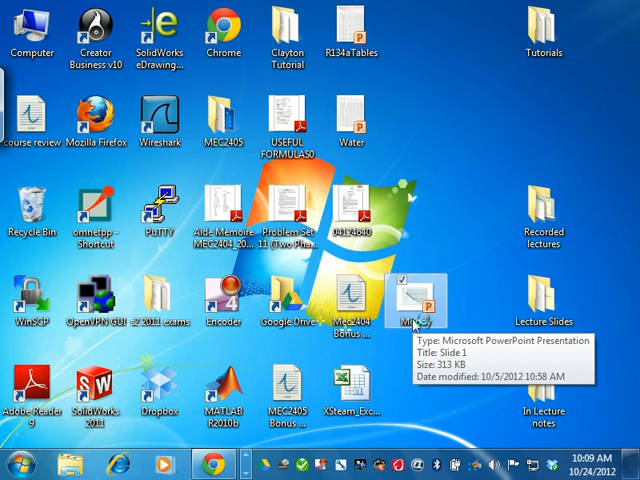 Computer
Creator
Business v10
SolidWorks
eDrawing...
Chrome
Clayton
Tutorial
R134aTables
Tutorials
course review
Mozilla Firefox
Wireshark
MEC2405
USEFUL
FORMULAS0
Water
Recycle Bin
omnetpp -
Shortcut
PuTTY
Aide Memoire
MEC2404_20...
Problem Set
11 (Two Pha...
04124640
Recorded
lectures
WinSCP
OpenVPN GUI
s2 2011 exams
Encoder
Google Drive
Mec2404
Bonus ...
Lecture Slides
Type: Microsoft PowerPoint Presentation
Title: Slide 1
Size: 313 KB
Date modified: 10/5/2012 10:58 AM
Adobe Reader
9
SolidWorks
2011
Dropbox
MATLAB
R2010b
MEC2405
Bonus ...
XSteam_Exc...
In Lecture
notes
10:09 AM
10/24/2012